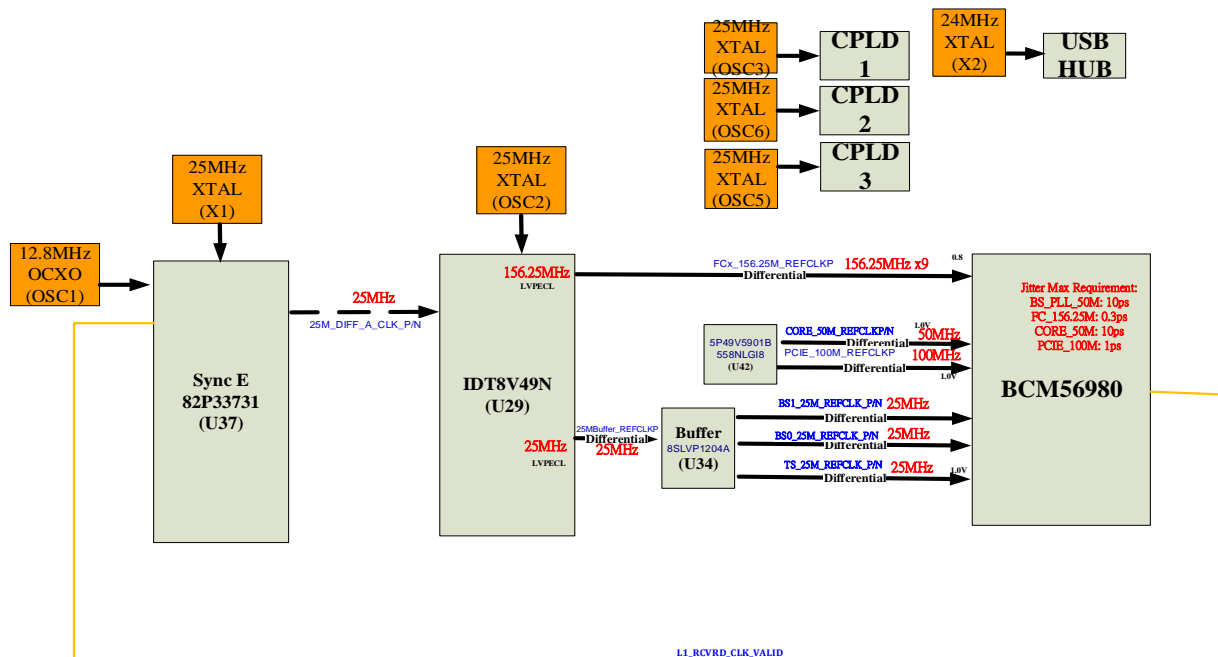 25MHz
XTAL
(OSC3)
CPLD
1
24MHz
XTAL
(X2)
USB
HUB
25MHz
XTAL
(OSC6)
CPLD
2
25MHz
XTAL
(OSC5)
CPLD
3
25MHz
XTAL
(X1)
25MHz
XTAL
(OSC2)
12.8MHz
OCXO
(OSC1)
25MHz
25M_DIFF_A_CLK_P/N
Sync E
82P33731
(U37)
156.25MHz
LVPECL
IDT8V49N
(U29)
25MHz
LVPECL
FCx_156.25M_REFCLKP
156.25MHz x9
Differential
0.8
5P49V5901B
558NLGI8
(U42)
CORE_50M_REFCLKP/N
1.0V
50MHz
Differential
PCIE_100M_REFCLKP
100MHz
Differential
1.0V
25MBuffer_REFCLKP
Differential
25MHz
Buffer
8SLVP1204A
(U34)
BS1_25M_REFCLK_P/N
25MHz
Differential
BS0_25M_REFCLK_P/N
25MHz
Differential
TS_25M_REFCLK_P/N
25MHz
1.0V
Differential
Jitter Max Requirement:
BS_PLL_50M: 10ps
FC_156.25M: 0.3ps
CORE_50M: 10ps
PCIE_100M: 1ps
BCM56980
L1_RCVRD_CLK_VALID